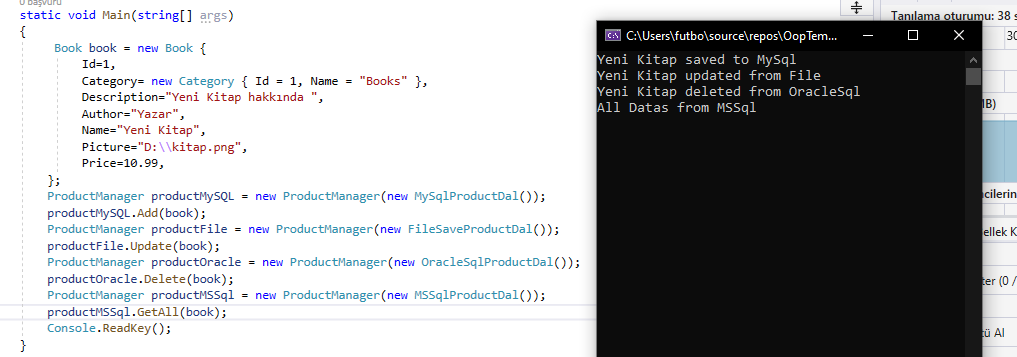 0 başvuru
static void Main(string[] args)
{
Book book = new Book {
Id=1,
Category= new Category { Id = 1, Name = "Books" },
Description="Yeni Kitap hakkında ",
Author="Yazar",
Name="Yeni Kitap",
Picture="D:\\kitap.png",
Price=10.99,
};
ProductManager productMySQL = new ProductManager(new MySqlProductDal());
productMySQL.Add(book);
ProductManager productFile = new ProductManager(new FileSaveProductDal());
productFile.Update(book);
ProductManager productOracle = new ProductManager(new OracleSqlProductDal());
productOracle.Delete(book);
ProductManager productMSSql = new ProductManager(new MSSqlProductDal());
productMSSql.GetAll(book);
Console.ReadKey();
}
C:\Users\futbo\source\repos\OopTem...
Yeni Kitap saved to MySql
Yeni Kitap updated from File
Yeni Kitap deleted from OracleSql
All Datas from MSSql
Tanılama oturumu: 38 s
30
MB)
ncilerin
ellek K
ter (0 /
tü Al